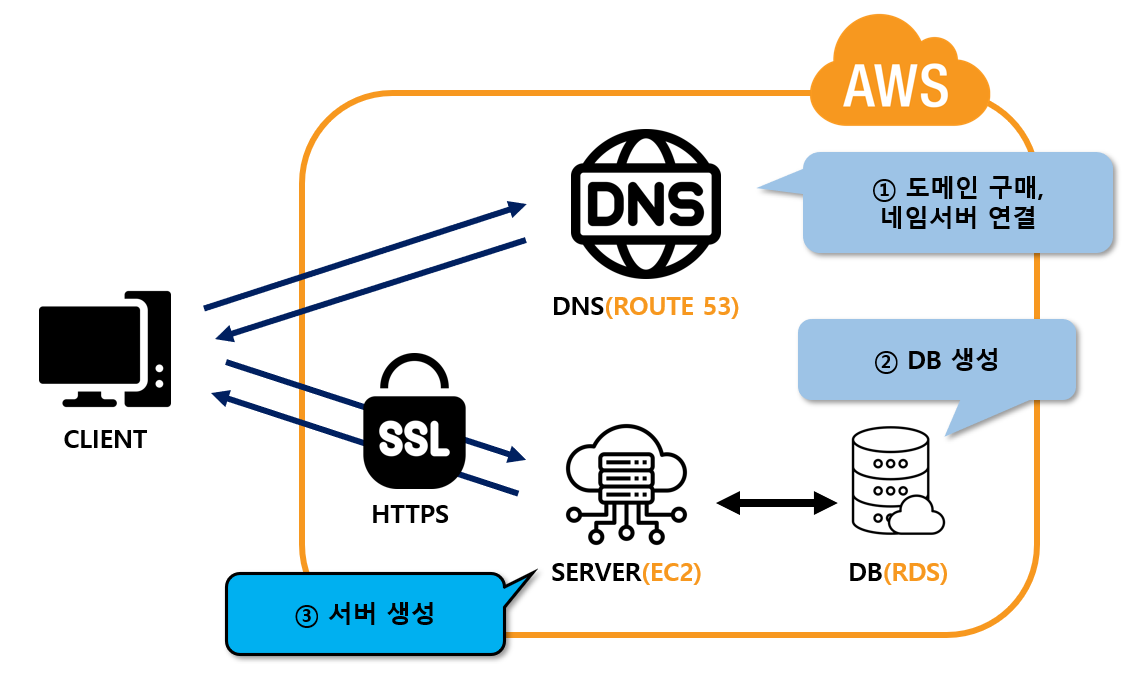 AWS
DNS
① 도메인 구매,
네임서버 연결
DNS(ROUTE 53)
② DB 생성
CLIENT
SSL
HTTPS
SERVER(EC2)
DB(RDS)
③ 서버 생성